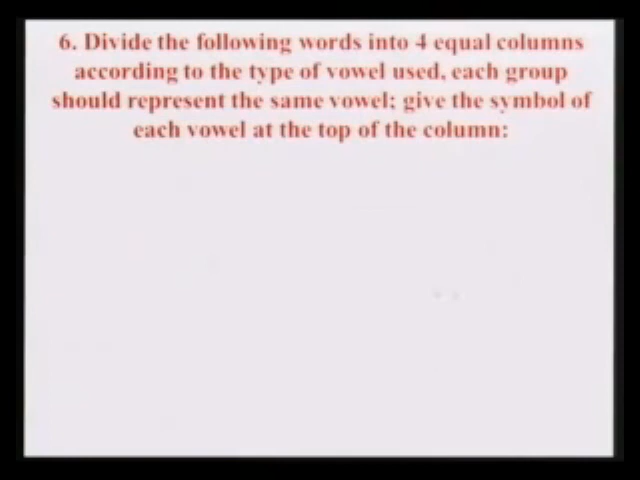 6. Divide the following words into 4 equal columns
according to the type of vowel used, each group
should represent the same vowel; give the symbol of
each vowel at the top of the column: